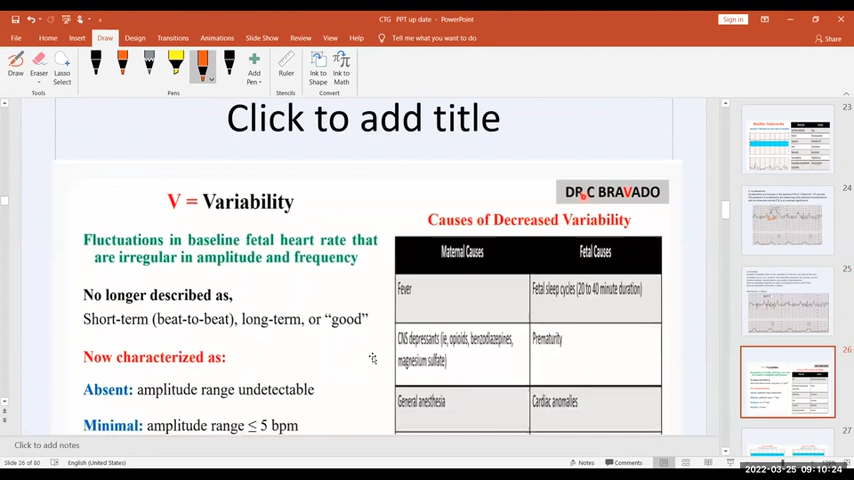 CTG PPT up date - PowerPoint
Sign in
File Home Insert Draw Design Transitions Animations Slide Show Review View Help Tell me what you want to do
Share
Draw Eraser Lasso Select Add Pen Ruler Ink to Shape Ink to Math
Tools Pens Stencils Convert
Click to add title
DR C BRAVADO
V = Variability
Fluctuations in baseline fetal heart rate that
are irregular in amplitude and frequency
No longer described as,
Short-term (beat-to-beat), long-term, or “good”
Now characterized as:
Absent: amplitude range undetectable
Minimal: amplitude range ≤ 5 bpm
Causes of Decreased Variability
Maternal Causes Fetal Causes
Fever Fetal sleep cycles (20 to 40 minute duration)
CNS depressants (ie, opioids, benzodiazepines, Prematurity
magnesium sulfate)
General anesthesia Cardiac anomalies
23
24
25
26
27
Click to add notes
Slide 26 of 80 English (United States) Notes Comments
2022-03-25 09:10:24